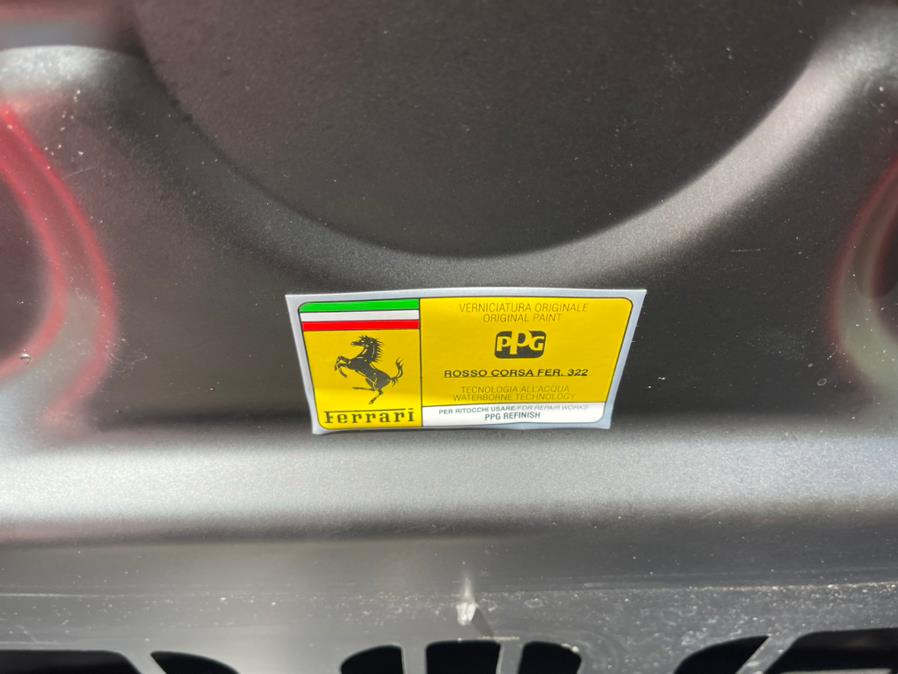 VERNICIATURA ORIGINALE
ORIGINAL PAINT
PPG
ROSSO CORSA FER. 322
TECNOLOGIA ALL'ACQUA
WATERBORNE TECHNOLOGY
Ferrari
PER RITOCCHI USARE/FOR REPAIR WORKS
PPG REFINISH